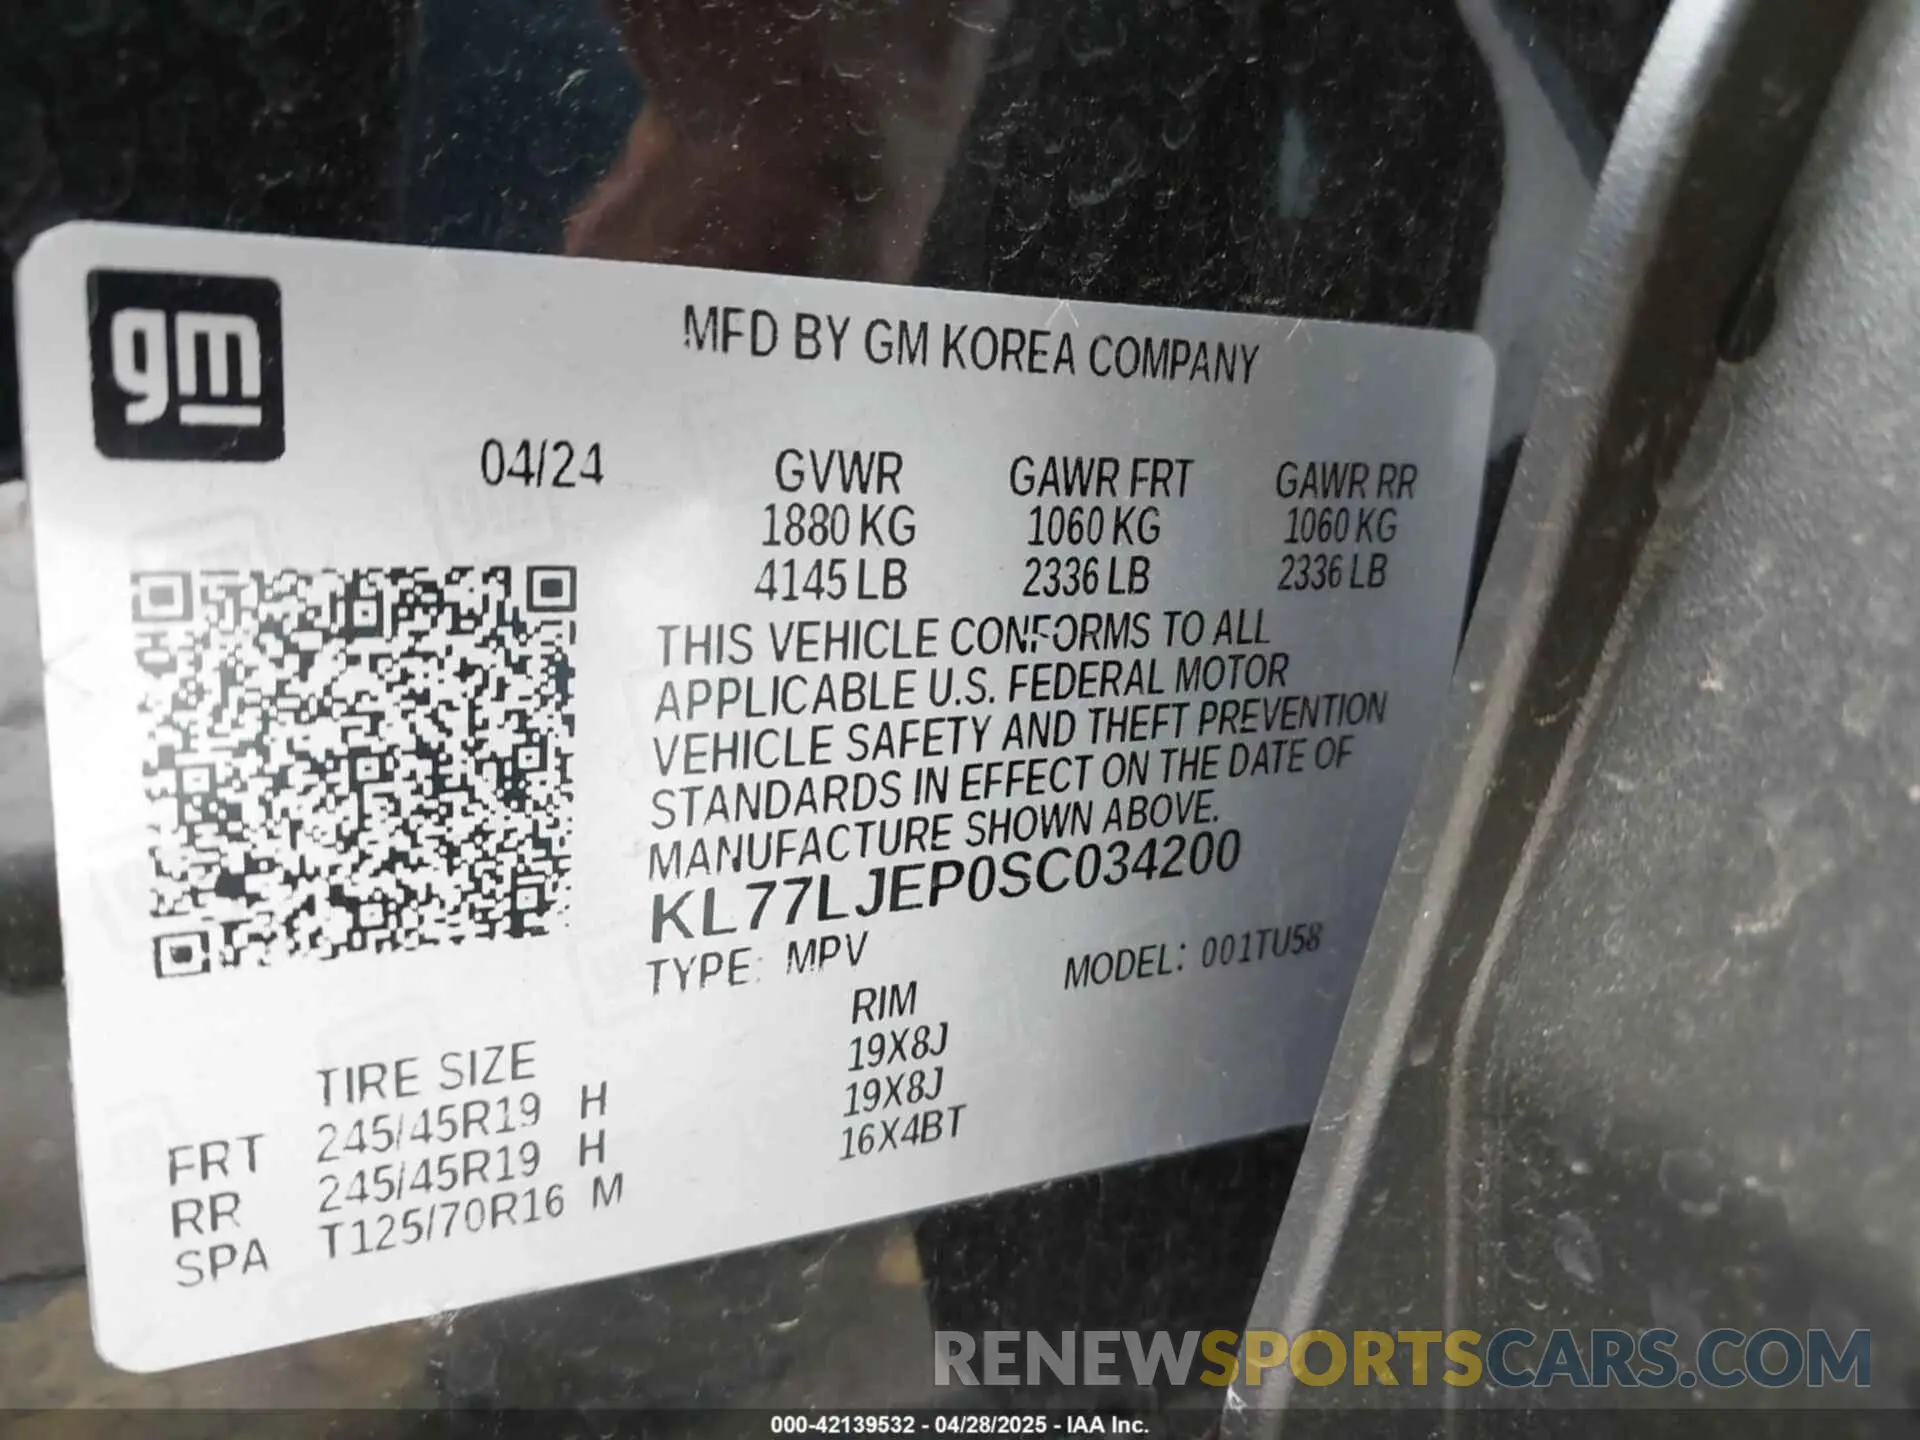 gm
MFD BY GM KOREA COMPANY
04/24
GVWR GAWR FRT GAWR RR
1880 KG 1060 KG 1060 KG
4145 LB 2336 LB 2336 LB
THIS VEHICLE CONFORMS TO ALL
APPLICABLE U.S. FEDERAL MOTOR
VEHICLE SAFETY AND THEFT PREVENTION
STANDARDS IN EFFECT ON THE DATE OF
MANUFACTURE SHOWN ABOVE.
KL77LJEP0SC034200
TYPE: MPV MODEL: 001TU58
TIRE SIZE RIM
FRT 245/45R19 H 19X8J
RR 245/45R19 H 19X8J
SPA T125/70R16 M 16X4BT
RENEWSPORTSCARS.COM
000-42139532 - 04/28/2025 - IAA Inc.